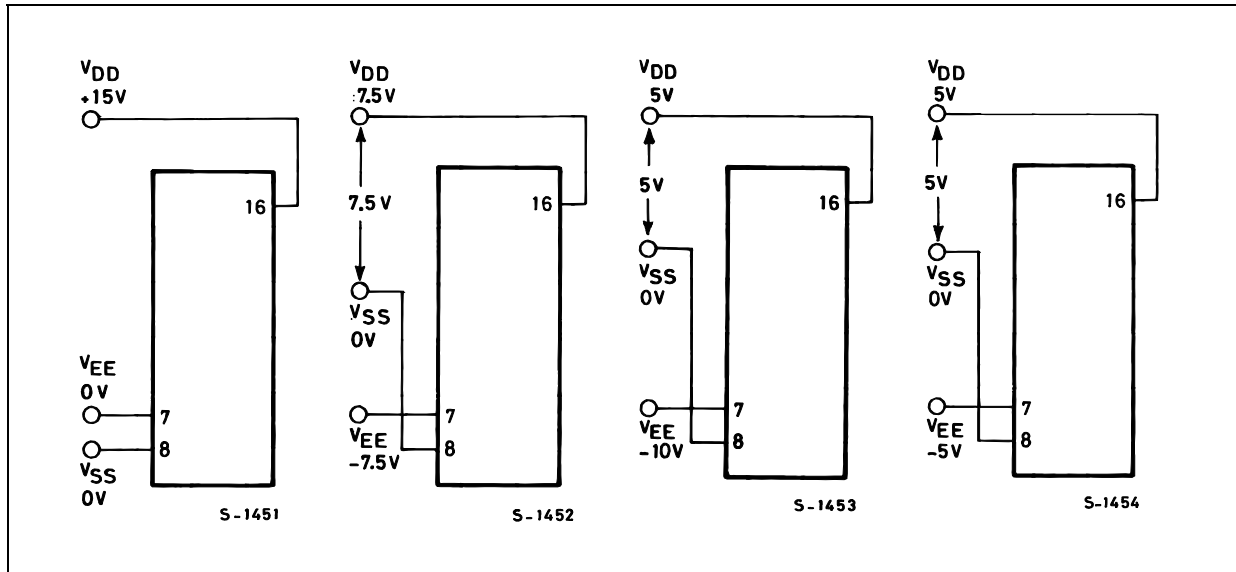 VDD
+15V
16
VEE
0V
7
8
VSS
0V
S-1451
VDD
:7.5V
7.5V
16
VSS
0V
7
VEE
-7.5V
8
S-1452
VDD
5V
5V
16
VSS
0V
7
VEE
-10V
8
S-1453
VDD
5V
5V
16
VSS
0V
7
VEE
-5V
8
S-1454